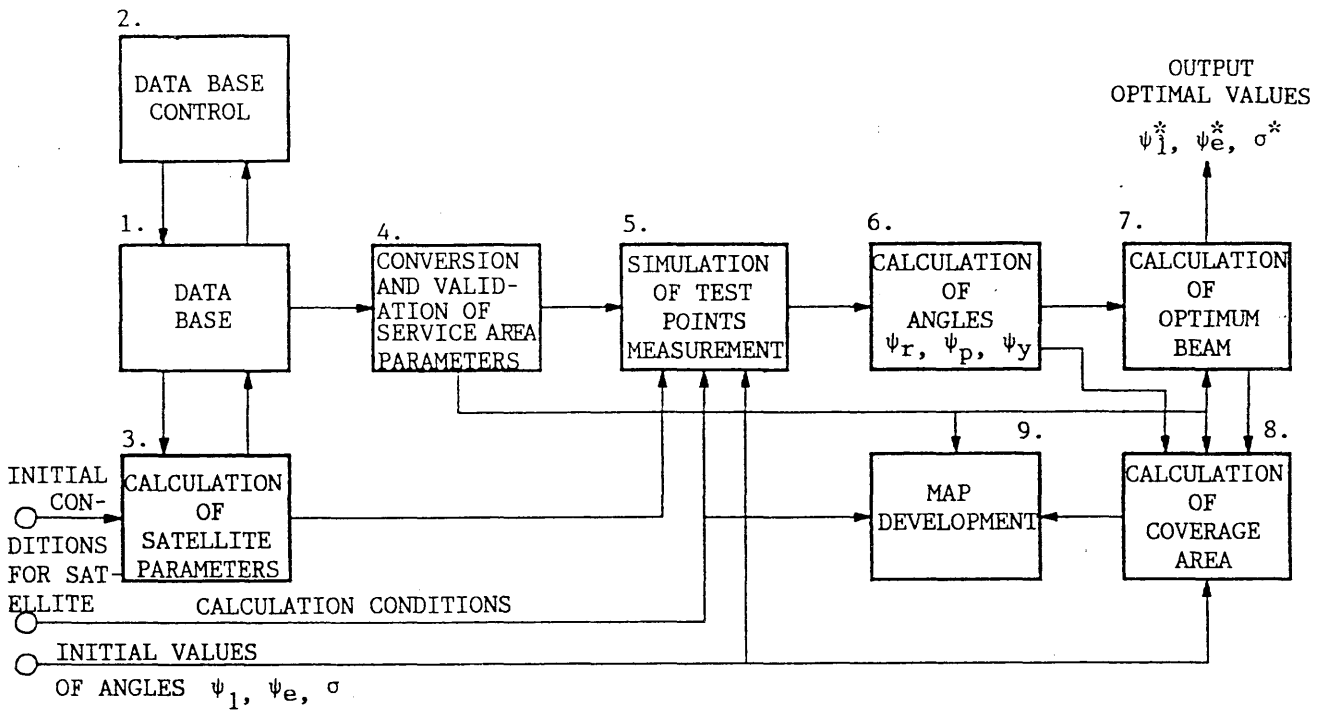 2.
DATA BASE
CONTROL
OUTPUT
OPTIMAL VALUES
ψ*1, ψ*e, σ*
1.
DATA
BASE
4.
CONVERSION
AND VALID-
ATION OF
SERVICE AREA
PARAMETERS
5.
SIMULATION
OF TEST
POINTS
MEASUREMENT
6.
CALCULATION
OF
ANGLES
ψr, ψp, ψy
7.
CALCULATION
OF
OPTIMUM
BEAM
3.
CALCULATION
OF
SATELLITE
PARAMETERS
INITIAL
CON-
DITIONS
FOR SAT-
ELLITE
9.
MAP
DEVELOPMENT
8.
CALCULATION
OF
COVERAGE
AREA
CALCULATION CONDITIONS
INITIAL VALUES
OF ANGLES ψ1, ψe, σ